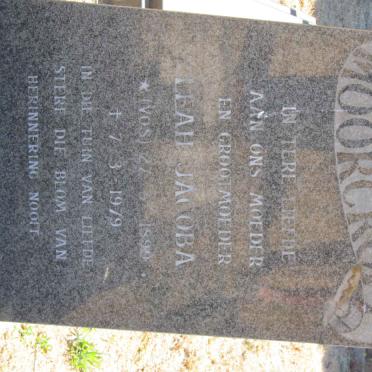 IN TERE LIEFDE
AAN ONS MOEDER
EN GROOTMOEDER
LEAH JACOBA
✶ (VOS) 1890
† 7 · 3 · 1979
IN DIE TUIN VAN LIEFDE
STERF DIE BLOM VAN
HERINNERING NOOIT